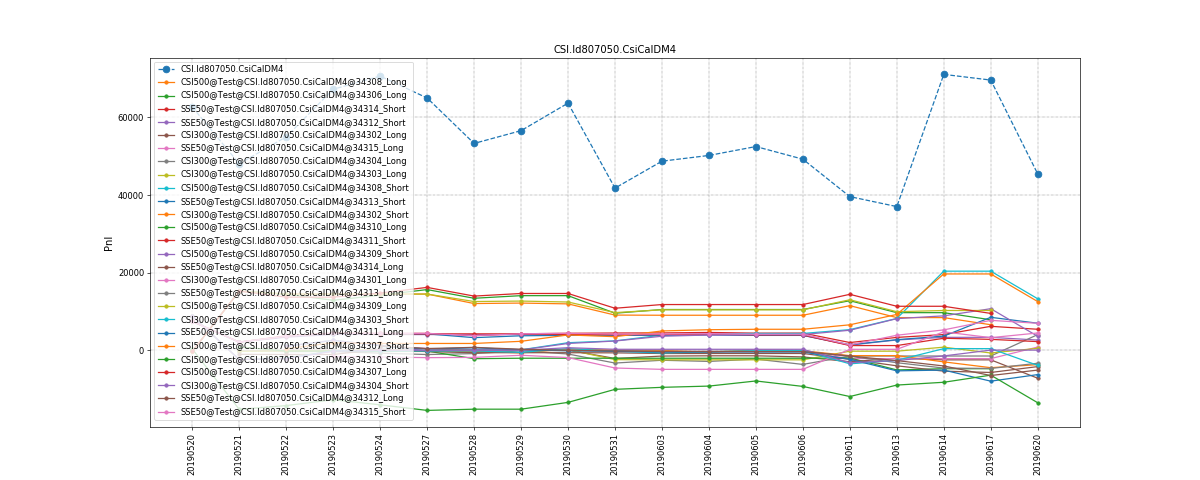 CSI.Id807050.CsiCalDM4
PnI
60000
40000
20000
0
CSI.Id807050.CsiCalDM4
CSI500@Test@CSI.Id807050.CsiCalDM4@34308_Long
CSI500@Test@CSI.Id807050.CsiCalDM4@34306_Long
SSE50@Test@CSI.Id807050.CsiCalDM4@34314_Short
SSE50@Test@CSI.Id807050.CsiCalDM4@34312_Short
CSI300@Test@CSI.Id807050.CsiCalDM4@34302_Long
SSE50@Test@CSI.Id807050.CsiCalDM4@34315_Long
CSI300@Test@CSI.Id807050.CsiCalDM4@34304_Long
CSI300@Test@CSI.Id807050.CsiCalDM4@34303_Long
CSI500@Test@CSI.Id807050.CsiCalDM4@34308_Short
SSE50@Test@CSI.Id807050.CsiCalDM4@34313_Short
CSI300@Test@CSI.Id807050.CsiCalDM4@34302_Short
CSI500@Test@CSI.Id807050.CsiCalDM4@34310_Long
SSE50@Test@CSI.Id807050.CsiCalDM4@34311_Short
CSI500@Test@CSI.Id807050.CsiCalDM4@34309_Short
SSE50@Test@CSI.Id807050.CsiCalDM4@34314_Long
CSI300@Test@CSI.Id807050.CsiCalDM4@34301_Long
SSE50@Test@CSI.Id807050.CsiCalDM4@34313_Long
CSI500@Test@CSI.Id807050.CsiCalDM4@34309_Long
CSI300@Test@CSI.Id807050.CsiCalDM4@34303_Short
SSE50@Test@CSI.Id807050.CsiCalDM4@34311_Long
CSI500@Test@CSI.Id807050.CsiCalDM4@34307_Short
CSI500@Test@CSI.Id807050.CsiCalDM4@34310_Short
CSI500@Test@CSI.Id807050.CsiCalDM4@34307_Long
CSI300@Test@CSI.Id807050.CsiCalDM4@34304_Short
SSE50@Test@CSI.Id807050.CsiCalDM4@34312_Long
SSE50@Test@CSI.Id807050.CsiCalDM4@34315_Short
20190520
20190521
20190522
20190523
20190524
20190527
20190528
20190529
20190530
20190531
20190603
20190604
20190605
20190606
20190611
20190613
20190614
20190617
20190620